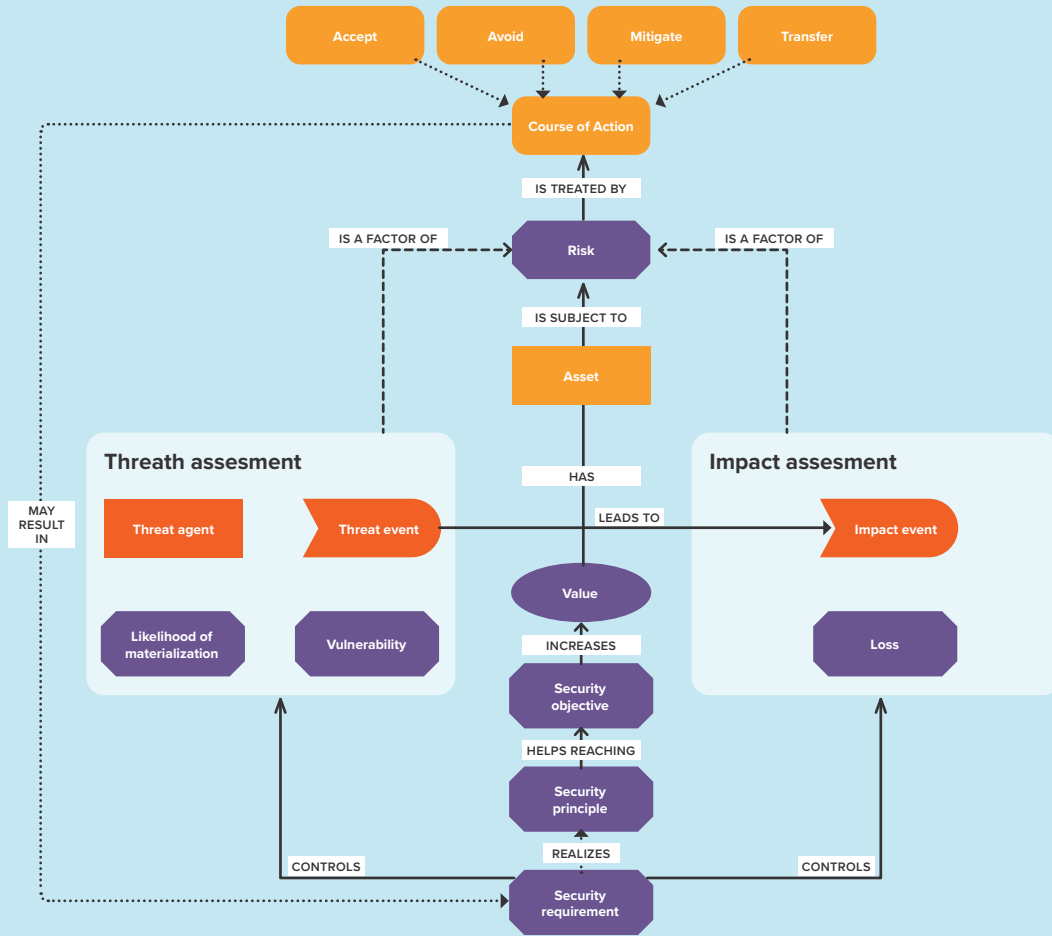 Accept
Avoid
Mitigate
Transfer
Course of Action
IS TREATED BY
IS A FACTOR OF
Risk
IS A FACTOR OF
IS SUBJECT TO
Asset
Threath assesment
Impact assesment
HAS
MAY
RESULT
IN
Threat agent
Threat event
LEADS TO
Impact event
Value
Likelihood of
materialization
Vulnerability
INCREASES
Loss
Security
objective
HELPS REACHING
Security
principle
CONTROLS
REALIZES
CONTROLS
Security
requirement